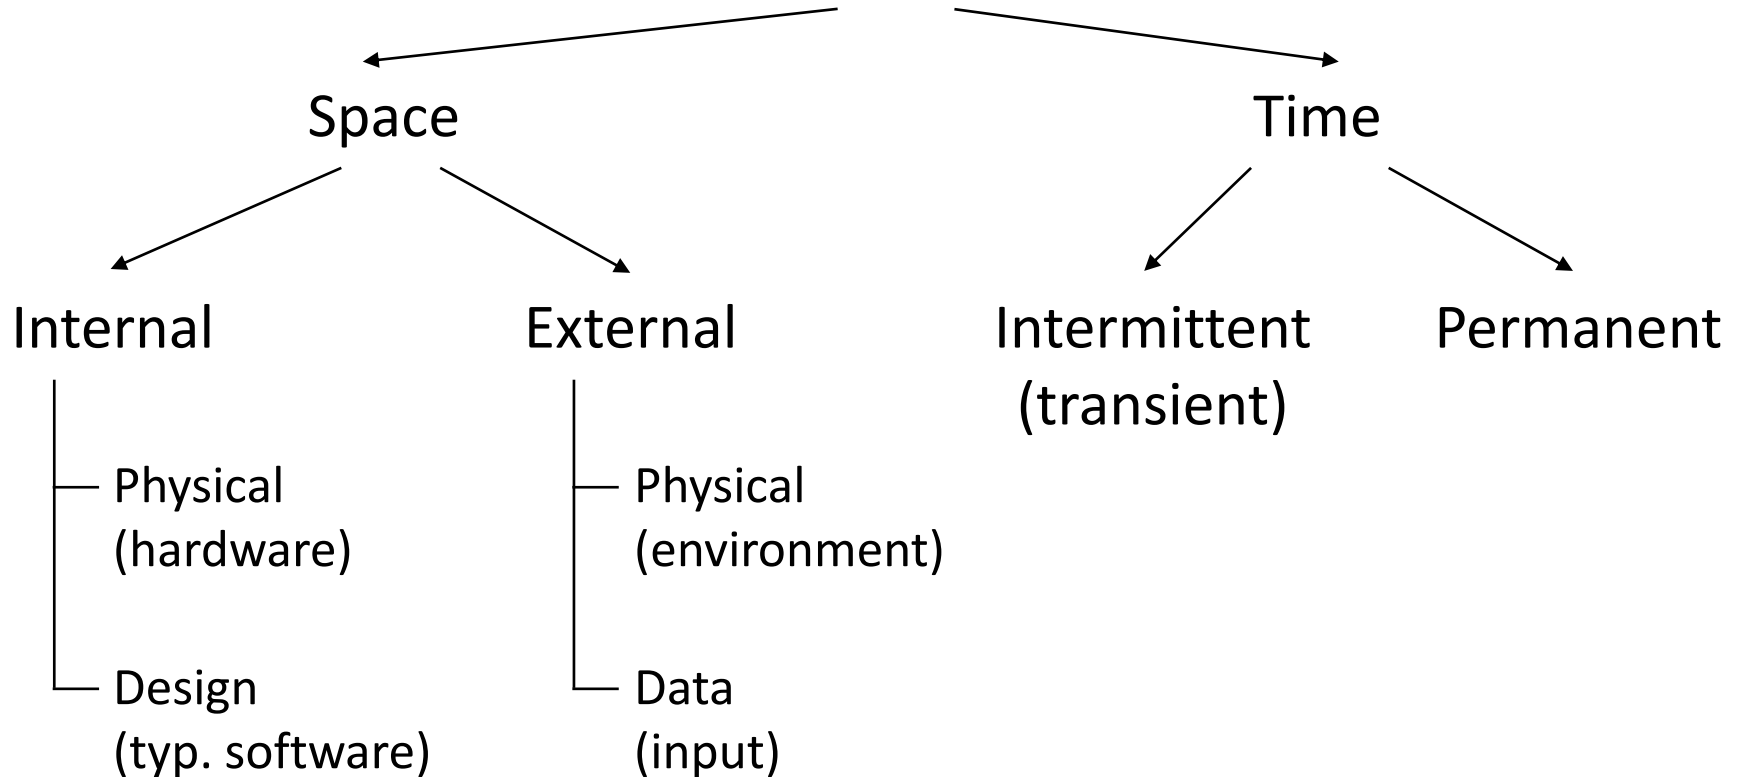 Space
Time
Internal
External
Intermittent
(transient)
Permanent
Physical
(hardware)
Physical
(environment)
Design
(typ. software)
Data
(input)